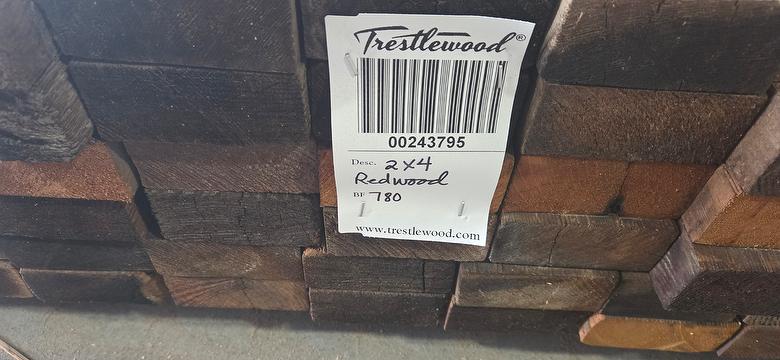 Trestlewood®
00243795
Desc. 2x4
Redwood
BF 780
www.trestlewood.com